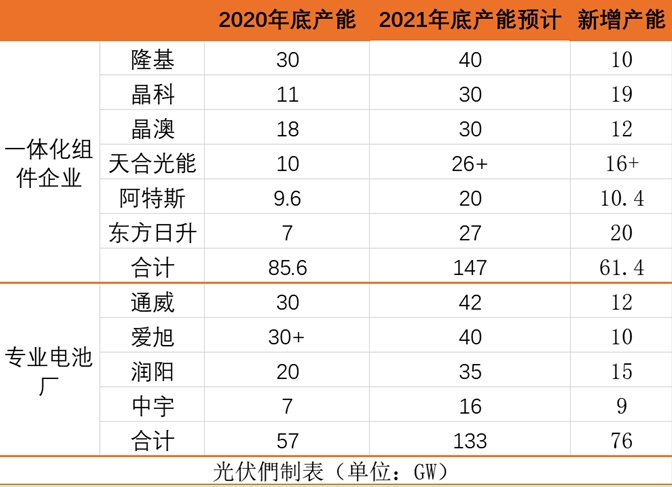 2020年底产能 2021年底产能预计 新增产能
一体化组件企业
隆基 30 40 10
晶科 11 30 19
晶澳 18 30 12
天合光能 10 26+ 16+
阿特斯 9.6 20 10.4
东方日升 7 27 20
合计 85.6 147 61.4
专业电池厂
通威 30 42 12
爱旭 30+ 40 10
润阳 20 35 15
中宇 7 16 9
合计 57 133 76
光伏們制表（单位：GW）